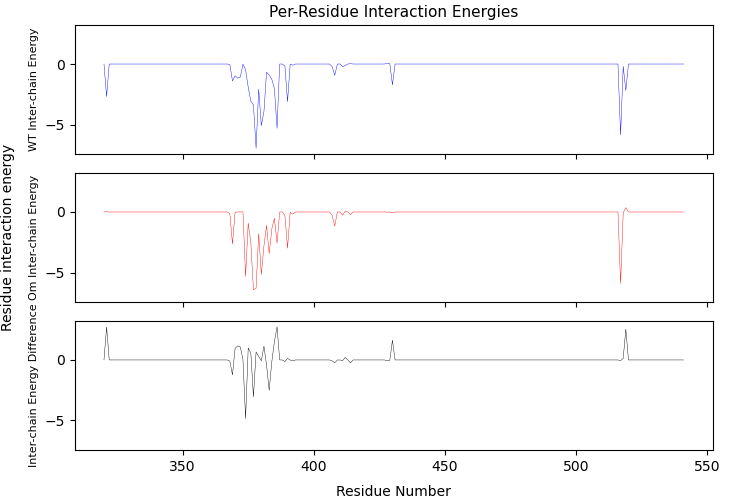 Per-Residue Interaction Energies
Residue interaction energy
WT Inter-chain Energy
0
−5
Om Inter-chain Energy
0
−5
Inter-chain Energy Difference
0
−5
350
400
450
500
550
Residue Number